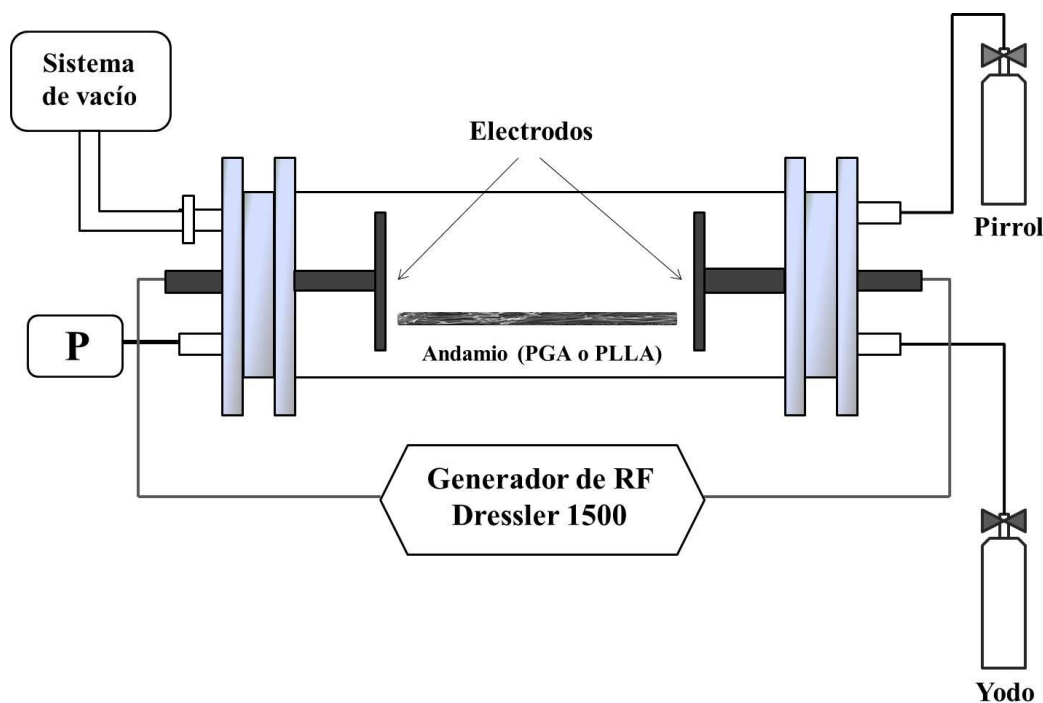 Sistema
de vacío
Electrodos
Pirrol
P
Andamio (PGA o PLLA)
Generador de RF
Dressler 1500
Yodo